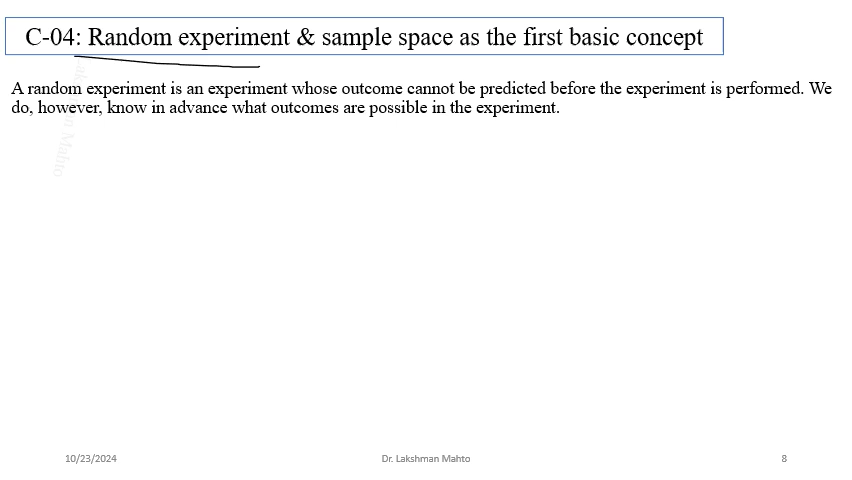 C-04: Random experiment & sample space as the first basic concept
A random experiment is an experiment whose outcome cannot be predicted before the experiment is performed. We
do, however, know in advance what outcomes are possible in the experiment.
Mahto
10/23/2024
Dr. Lakshman Mahto
8